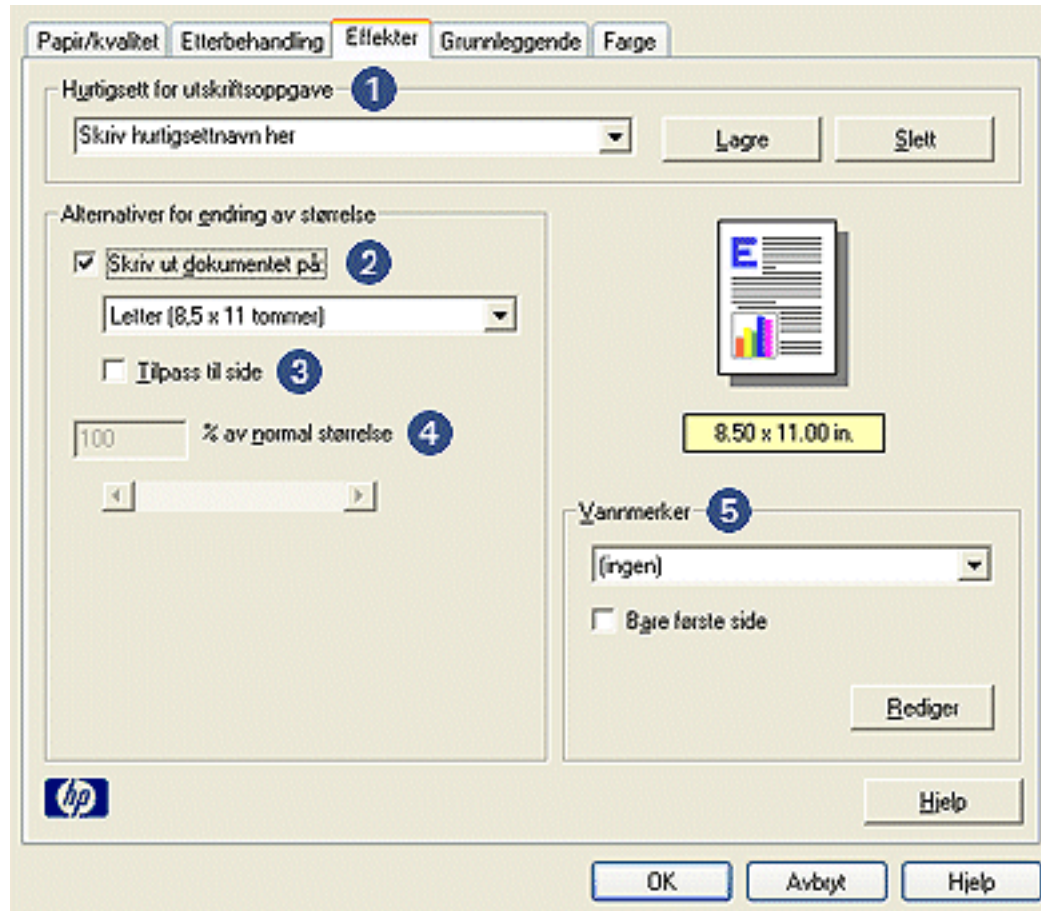 Papir/kvalitet Etterbehandling Effekter Grunnleggende Farge
Hurtigsett for utskriftsoppgave 1
Skriv hurtigsettnavn her Lagre Slett
Alternativer for endring av størrelse
Skriv ut dokumentet på: 2
Letter (8,5 x 11 tommer)
Tilpass til side 3
100 % av normal størrelse 4
E
8.50 x 11.00 in.
Vannmerker 5
(ingen)
Bare første side
Rediger
hp
Hjelp
OK Avbryt Hjelp